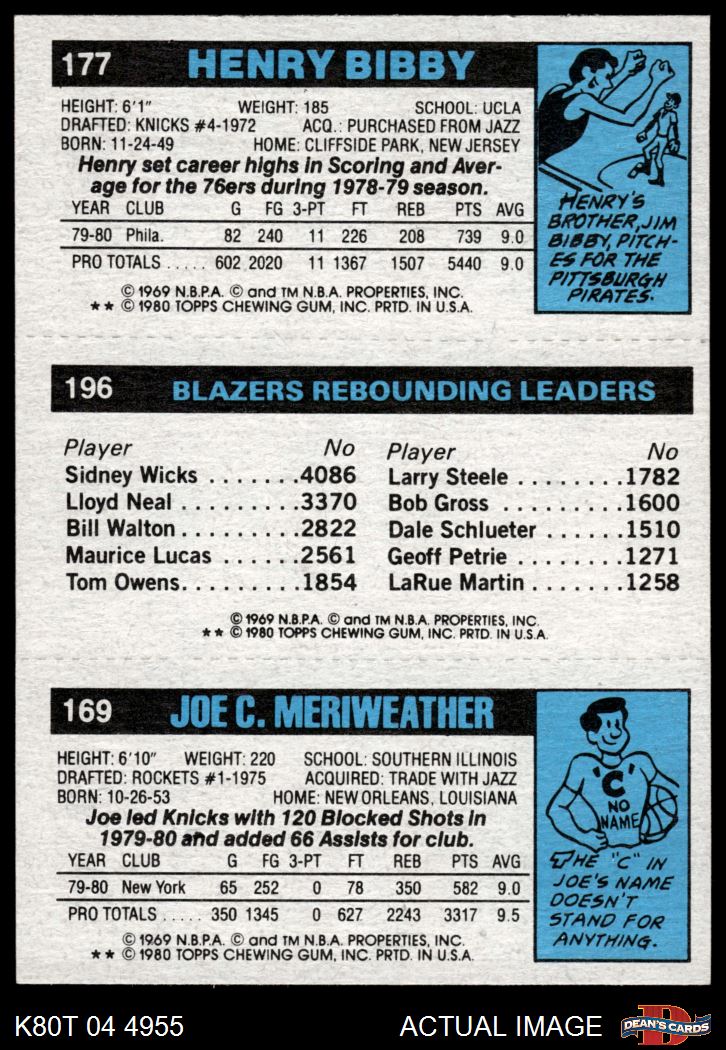 177 HENRY BIBBY
HEIGHT: 6'1" WEIGHT: 185 SCHOOL: UCLA
DRAFTED: KNICKS #4-1972 ACQ.: PURCHASED FROM JAZZ
BORN: 11-24-49 HOME: CLIFFSIDE PARK, NEW JERSEY
Henry set career highs in Scoring and Aver-
age for the 76ers during 1978-79 season.
YEAR CLUB G FG 3-PT FT REB PTS AVG
79-80 Phila. 82 240 11 226 208 739 9.0
PRO TOTALS ..... 602 2020 11 1367 1507 5440 9.0
© 1969 N.B.P.A. © and TM N.B.A. PROPERTIES, INC.
** © 1980 TOPPS CHEWING GUM, INC. PRTD. IN U.S.A.
HENRY'S
BROTHER, JIM
BIBBY, PITCH-
ES FOR THE
PITTSBURGH
PIRATES.
196 BLAZERS REBOUNDING LEADERS
Player No Player No
Sidney Wicks .......4086 Larry Steele ........1782
Lloyd Neal .........3370 Bob Gross .........1600
Bill Walton.........2822 Dale Schlueter ......1510
Maurice Lucas ......2561 Geoff Petrie ........1271
Tom Owens........1854 LaRue Martin .......1258
© 1969 N.B.P.A. © and TM N.B.A. PROPERTIES, INC.
** © 1980 TOPPS CHEWING GUM, INC. PRTD. IN U.S.A.
169 JOE C. MERIWEATHER
HEIGHT: 6'10" WEIGHT: 220 SCHOOL: SOUTHERN ILLINOIS
DRAFTED: ROCKETS #1-1975 ACQUIRED: TRADE WITH JAZZ
BORN: 10-26-53 HOME: NEW ORLEANS, LOUISIANA
Joe led Knicks with 120 Blocked Shots in
1979-80 and added 66 Assists for club.
YEAR CLUB G FG 3-PT FT REB PTS AVG
79-80 New York 65 252 0 78 350 582 9.0
PRO TOTALS ..... 350 1345 0 627 2243 3317 9.5
© 1969 N.B.P.A. © and TM N.B.A. PROPERTIES, INC.
** © 1980 TOPPS CHEWING GUM, INC. PRTD. IN U.S.A.
'C'
NO
NAME
THE "C" IN
JOE'S NAME
DOESN'T
STAND FOR
ANYTHING.
K80T 04 4955 ACTUAL IMAGE D DEAN'S CARDS